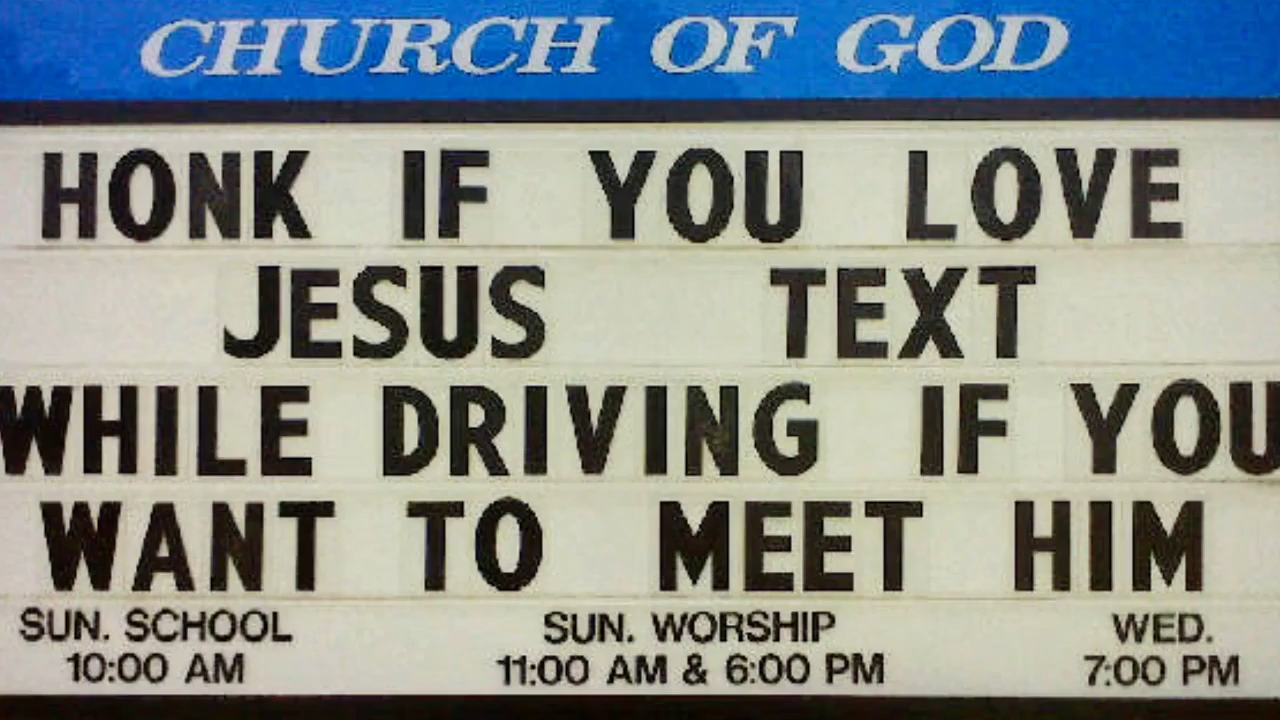 CHURCH OF GOD
HONK IF YOU LOVE
JESUS TEXT
WHILE DRIVING IF YOU
WANT TO MEET HIM
SUN. SCHOOL SUN. WORSHIP WED.
10:00 AM 11:00 AM & 6:00 PM 7:00 PM